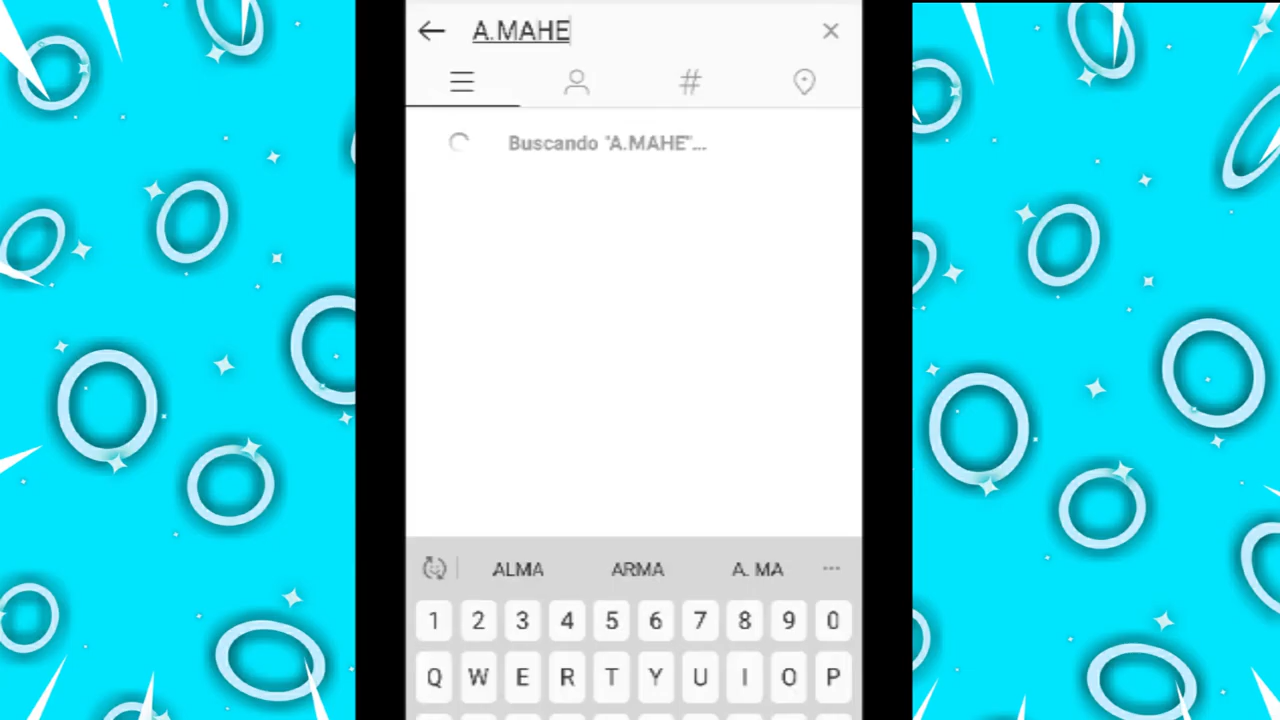 A.MAHE
#
Buscando "A.MAHE"...
ALMA ARMA A. MA ...
1 2 3 4 5 6 7 8 9 0
Q W E R T Y U I O P